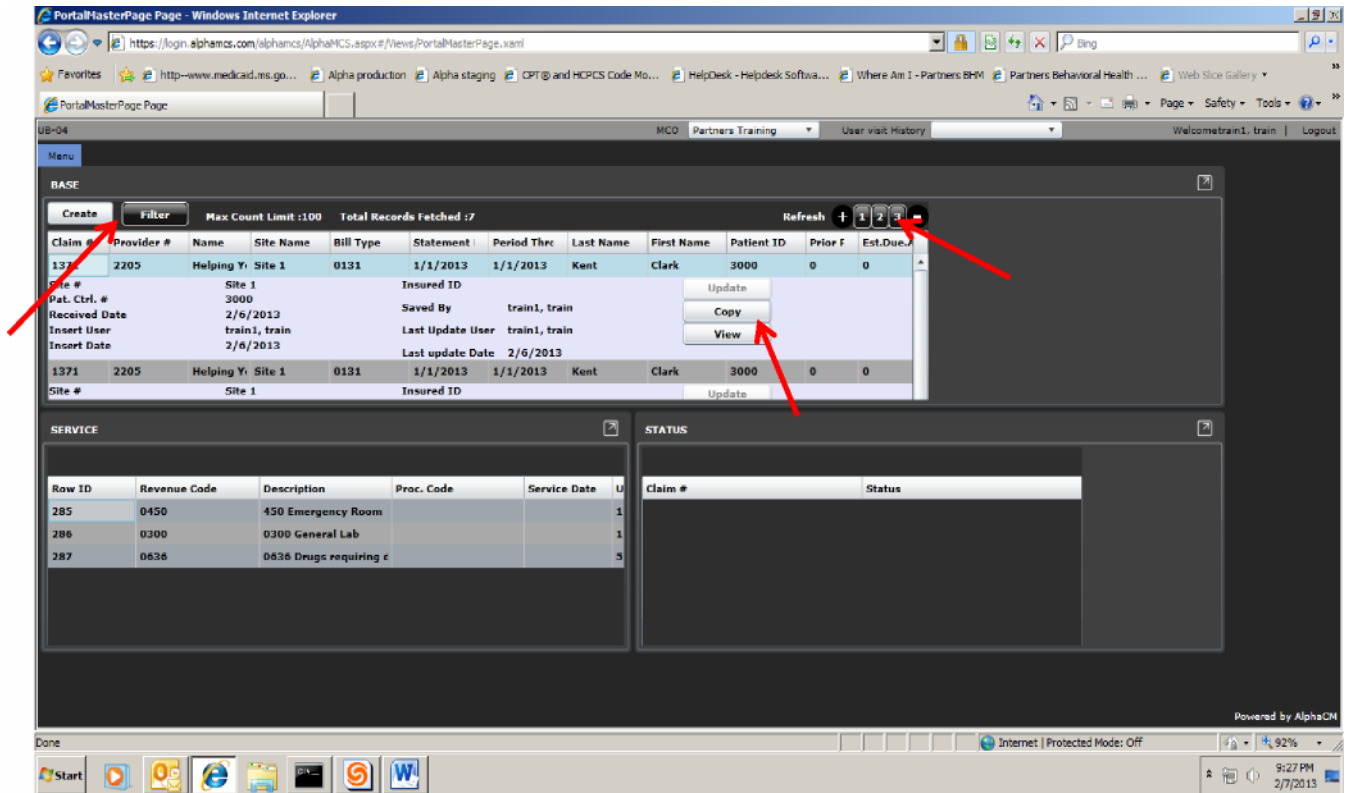 PortalMasterPage Page - Windows Internet Explorer
https://login.alphamcs.com/alphamcs/AlphaMCS.aspx#/Views/PortalMasterPage.xaml Bing
Favorites http--www.medicaid.ms.go... Alpha production Alpha staging CPT® and HCPCS Code Mo... HelpDesk - Helpdesk Softwa... Where Am I - Partners BHM Partners Behavioral Health ... Web Slice Gallery
PortalMasterPage Page Page Safety Tools
UB-04 MCO Partners Training User visit History Welcometrain1, train | Logout
Menu
BASE
Create Filter Max Count Limit :100 Total Records Fetched :7 Refresh + 1 2 3 -
Claim # Provider # Name Site Name Bill Type Statement Period Thrc Last Name First Name Patient ID Prior Est.Due.A
1371 2205 Helping Site 1 0131 1/1/2013 1/1/2013 Kent Clark 3000 0 0
Site # Site 1 Insured ID Update
Pat. Ctrl. # 3000
Saved By train1, train Copy
Received Date 2/6/2013
Insert User train1, train Last Update User train1, train View
Insert Date 2/6/2013
Last update Date 2/6/2013
1371 2205 Helping Site 1 0131 1/1/2013 1/1/2013 Kent Clark 3000 0 0
Site # Site 1 Insured ID Update
SERVICE STATUS
Row ID Revenue Code Description Proc. Code Service Date U Claim # Status
285 0450 450 Emergency Room 1
286 0300 0300 General Lab 1
287 0636 0636 Drugs requiring 5
Powered by AlphaCM
Done Internet | Protected Mode: Off 92%
Start 9:27 PM
2/7/2013